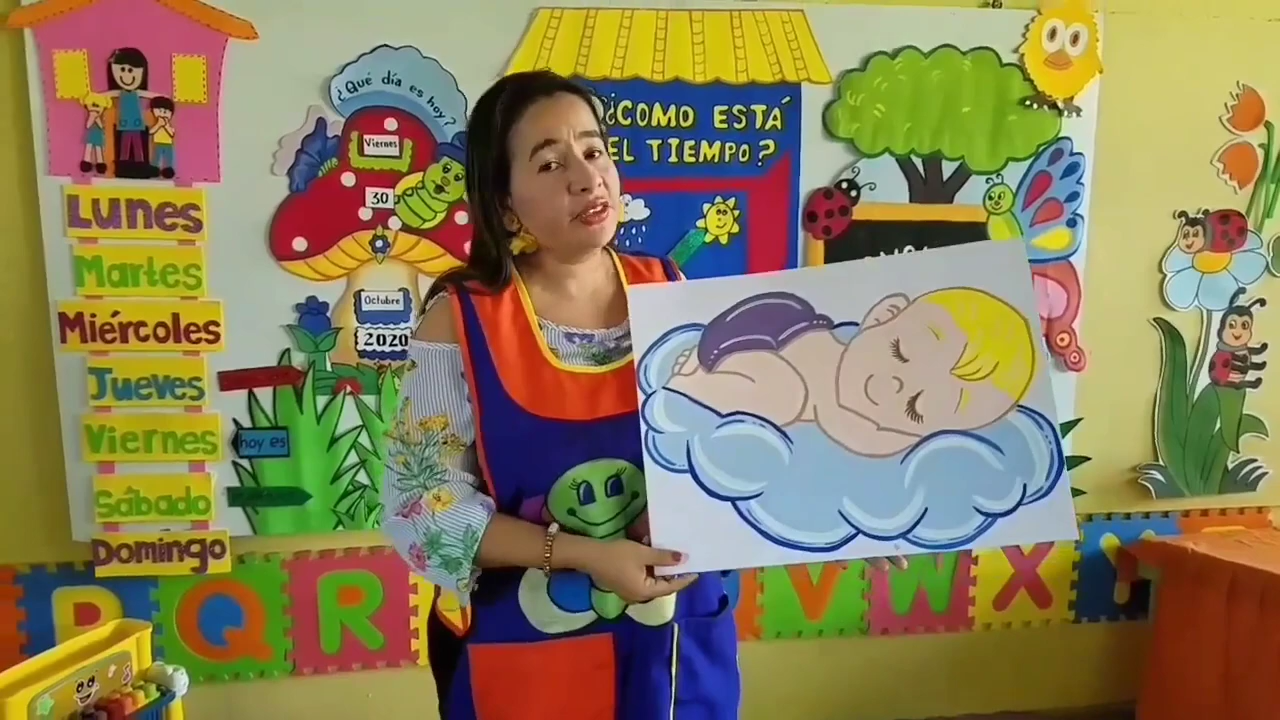 Lunes
Martes
Miércoles
Jueves
Viernes
Sábado
Domingo
¿Qué día es hoy?
Viernes
30
Octubre
2020
hoy es
¿COMO ESTÁ
EL TIEMPO?
P
Q
R
V
W
X